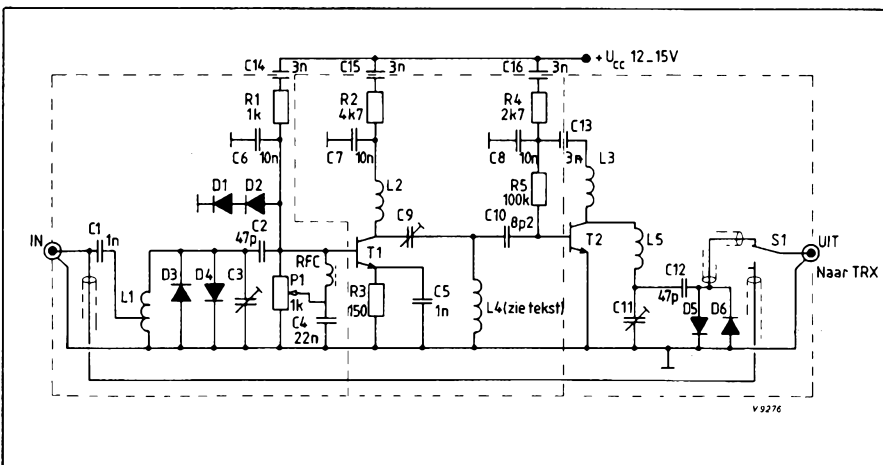 + Ucc 12_15V
C14 3n
C15 3n
C16 3n
R1
1k
R2
4k7
R4
2k7
C13
3n
C6 10n
C7 10n
C8 10n
L3
D1 D2
L2
R5
100k
IN
C1
1n
C2
47p
C9
C10
8p2
T1
T2
L5
S1
UIT
Naar TRX
L1
D3 D4 C3
P1
1k
RFC
C4
22n
R3
150
C5
1n
L4 (zie tekst)
C11
C12
47p
D5 D6
V 9276